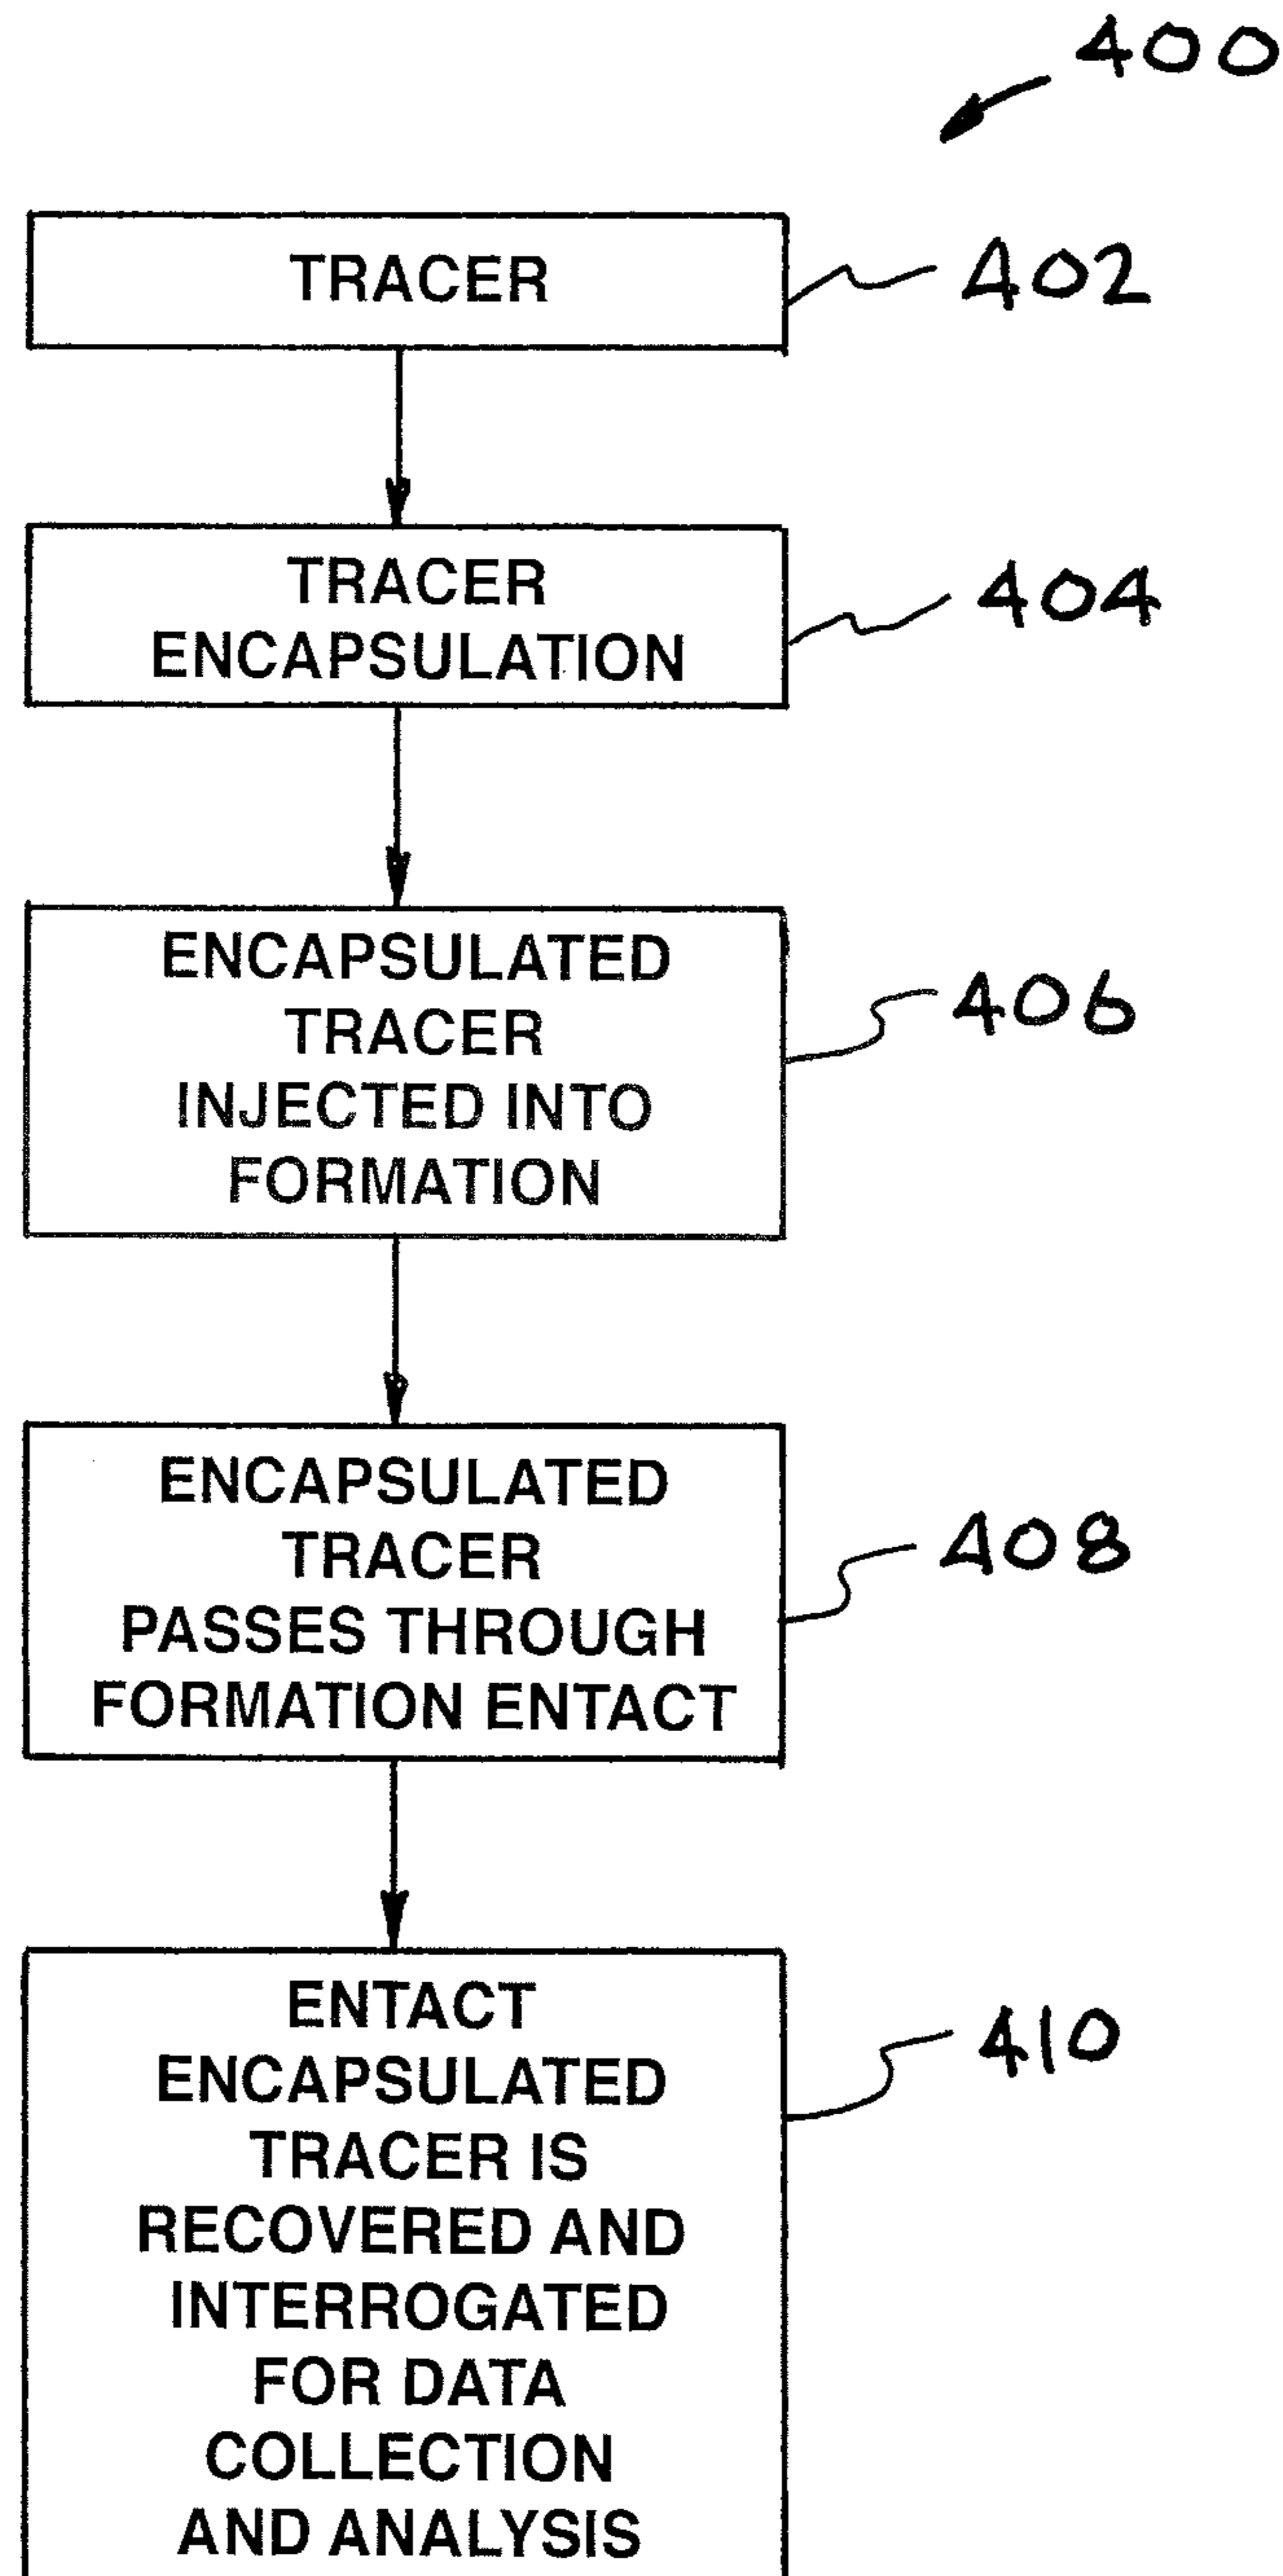 400
TRACER
402
TRACER
ENCAPSULATION
404
ENCAPSULATED
TRACER
INJECTED INTO
FORMATION
406
ENCAPSULATED
TRACER
PASSES THROUGH
FORMATION ENTACT
408
ENTACT
ENCAPSULATED
TRACER IS
RECOVERED AND
INTERROGATED
FOR DATA
COLLECTION
AND ANALYSIS
410